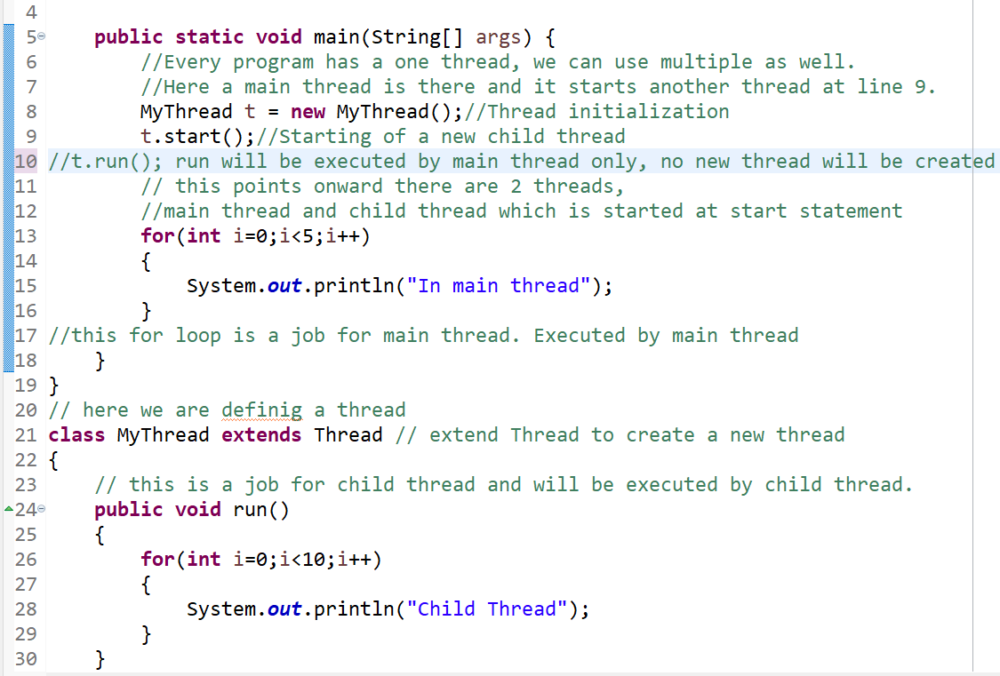 4
5 public static void main(String[] args) {
6 //Every program has a one thread, we can use multiple as well.
7 //Here a main thread is there and it starts another thread at line 9.
8 MyThread t = new MyThread();//Thread initialization
9 t.start();//Starting of a new child thread
10 //t.run(); run will be executed by main thread only, no new thread will be created
11 // this points onward there are 2 threads,
12 //main thread and child thread which is started at start statement
13 for(int i=0;i<5;i++)
14 {
15 System.out.println("In main thread");
16 }
17 //this for loop is a job for main thread. Executed by main thread
18 }
19 }
20 // here we are definig a thread
21 class MyThread extends Thread // extend Thread to create a new thread
22 {
23 // this is a job for child thread and will be executed by child thread.
24 public void run()
25 {
26 for(int i=0;i<10;i++)
27 {
28 System.out.println("Child Thread");
29 }
30 }